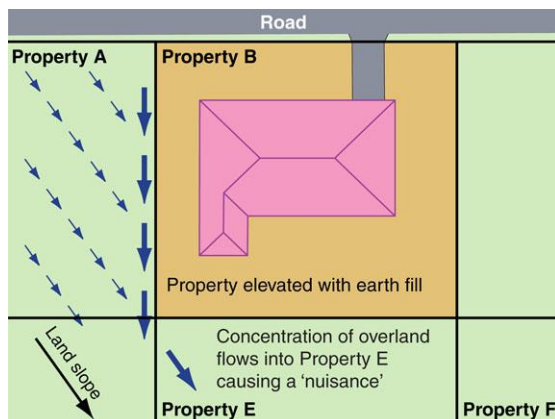 Road
Property A
Property B
Property elevated with earth fill
Land slope
Concentration of overland
flows into Property E
causing a ‘nuisance’
Property E
Property F